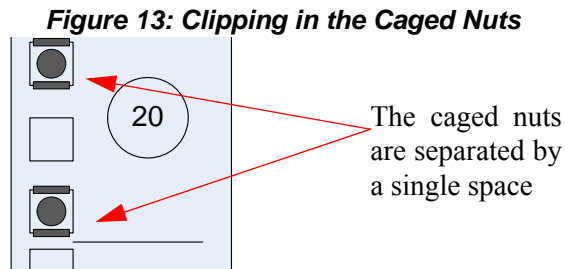 Figure 13: Clipping in the Caged Nuts
20
The caged nuts
are separated by
a single space